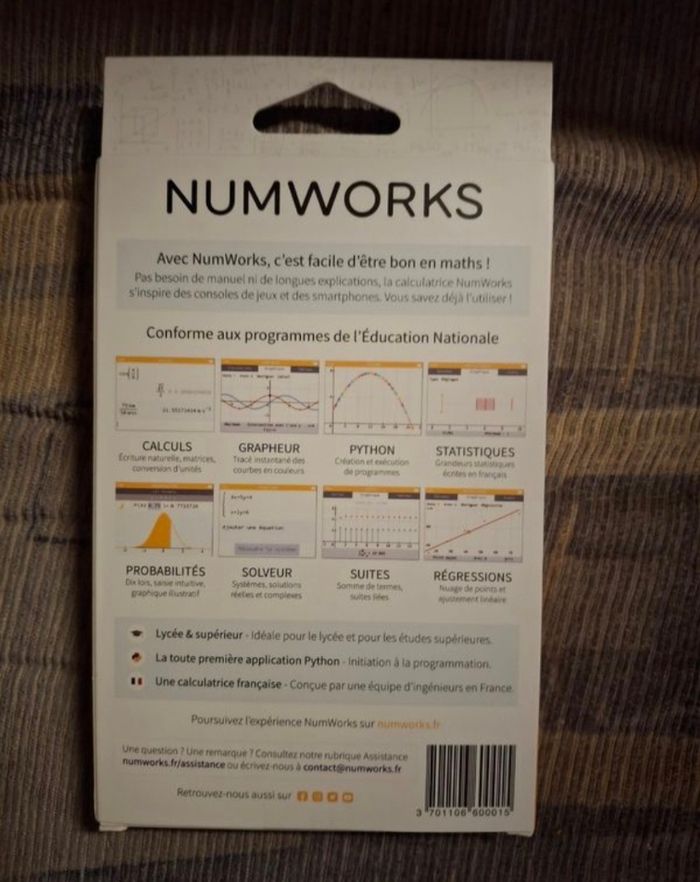 NUMWORKS
Avec NumWorks, c'est facile d'être bon en maths !
Pas besoin de manuel ni de longues explications, la calculatrice NumWorks
s'inspire des consoles de jeux et des smartphones. Vous savez déjà l'utiliser !
Conforme aux programmes de l'Éducation Nationale
CALCULS
Écriture naturelle, matrices,
conversion d'unités
GRAPHEUR
Tracé instantané des
courbes en couleurs
PYTHON
Création et exécution
de programmes
STATISTIQUES
Grandeurs statistiques
écrites en français
Ajouter une équation
PROBABILITÉS
Dix lois, saisie intuitive,
graphique illustratif
SOLVEUR
Systèmes, solutions
réelles et complexes
SUITES
Somme de termes,
suites liées
RÉGRESSIONS
Nuage de points et
ajustement linéaire
Lycée & supérieur - Idéale pour le lycée et pour les études supérieures.
La toute première application Python - Initiation à la programmation.
Une calculatrice française - Conçue par une équipe d'ingénieurs en France.
Poursuivez l'expérience NumWorks sur numworks.fr
Une question ? Une remarque ? Consultez notre rubrique Assistance
numworks.fr/assistance ou écrivez-nous à contact@numworks.fr
Retrouvez-nous aussi sur
3 701106 600015